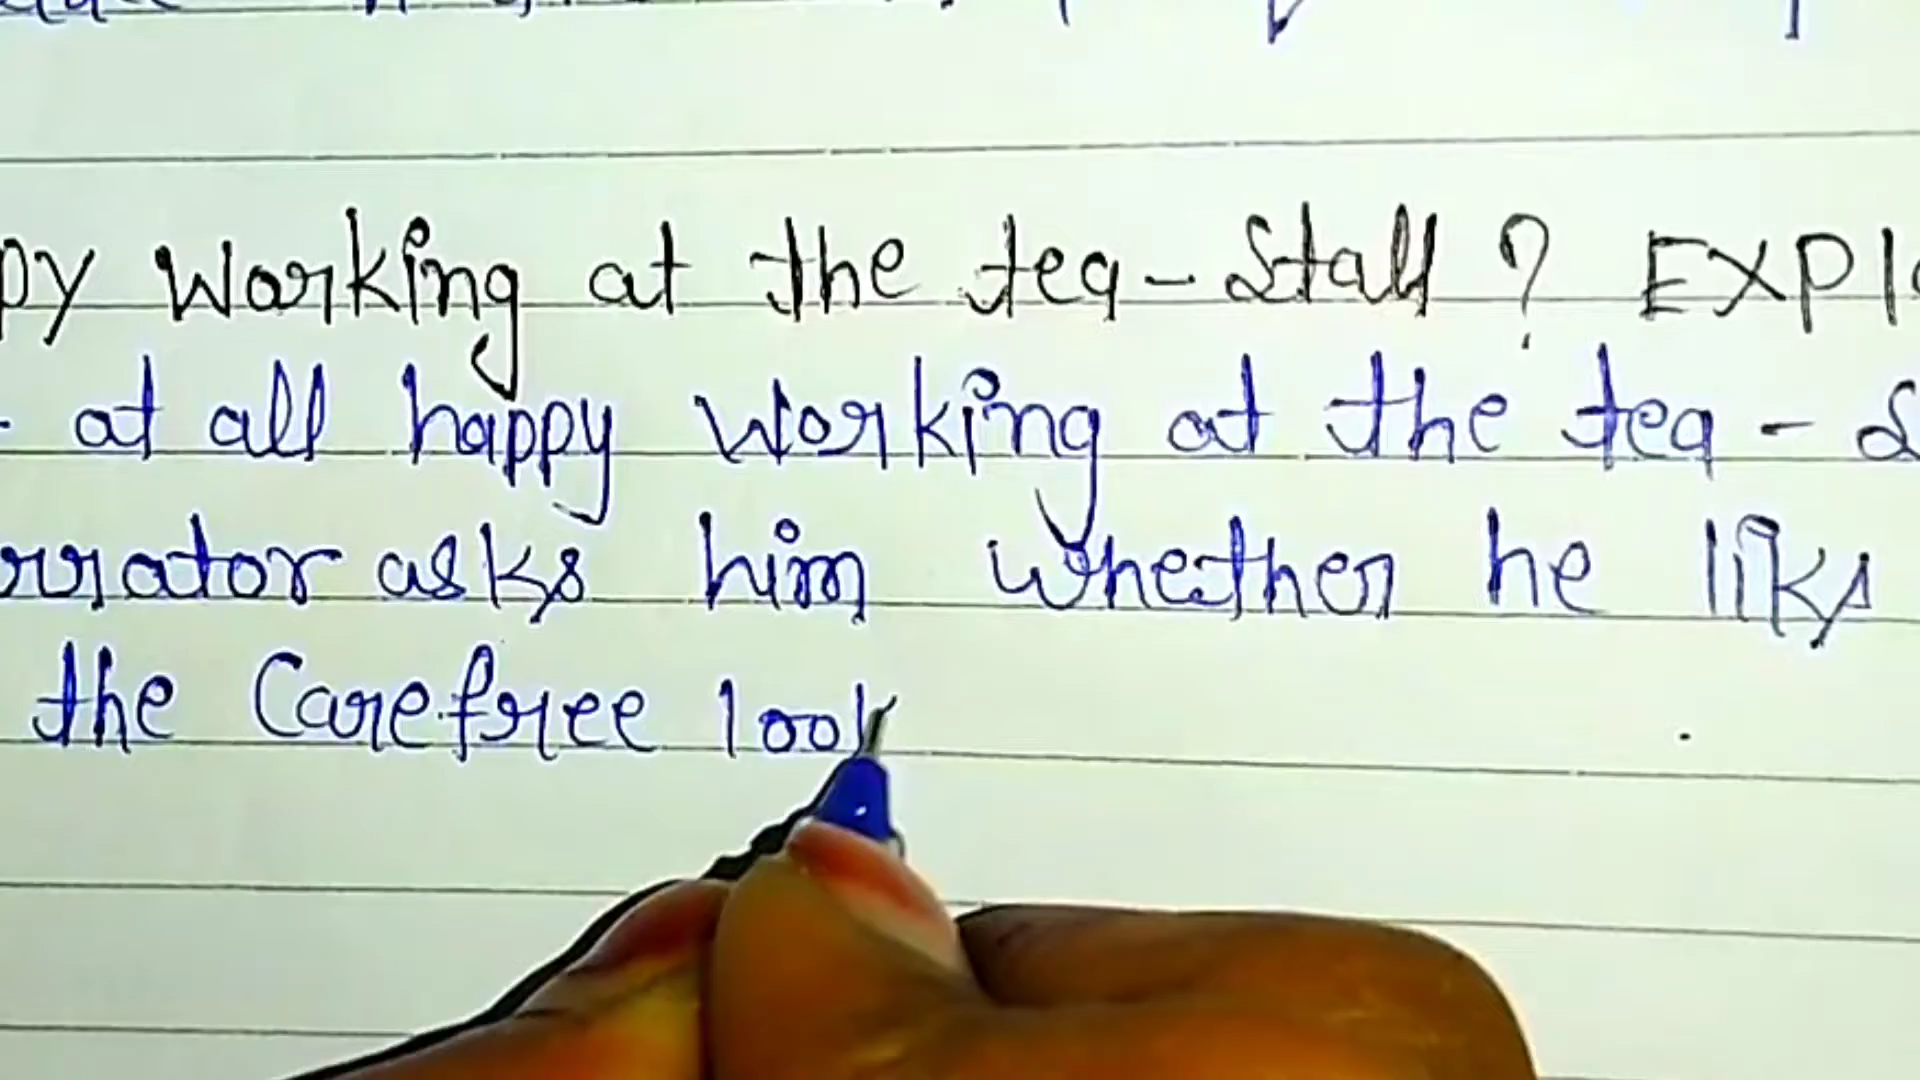 py Working at the tea-Stall? EXPl
at all happy working at the tea-S
rrator asks him whether he liks
the Carefree look